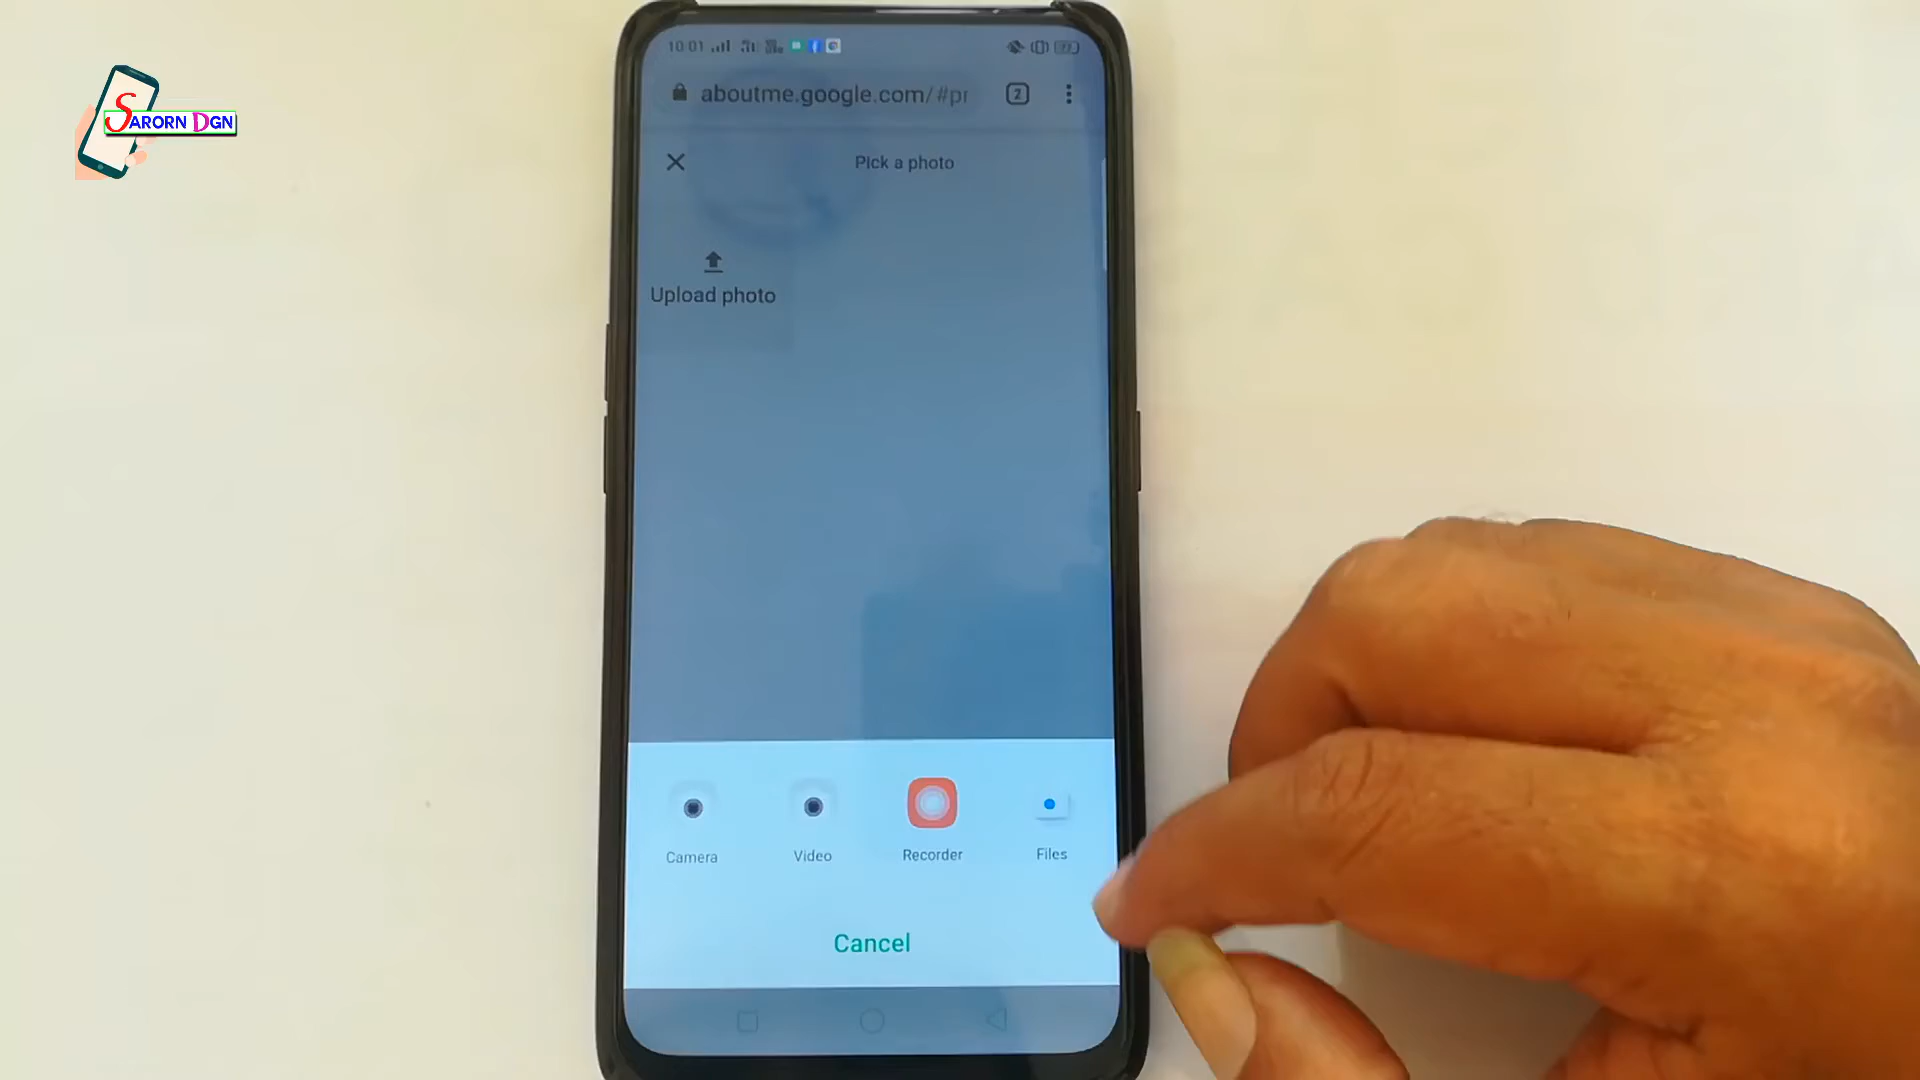 SARORN DGN
10:01
aboutme.google.com/#pr
2
Pick a photo
Upload photo
Camera
Video
Recorder
Files
Cancel